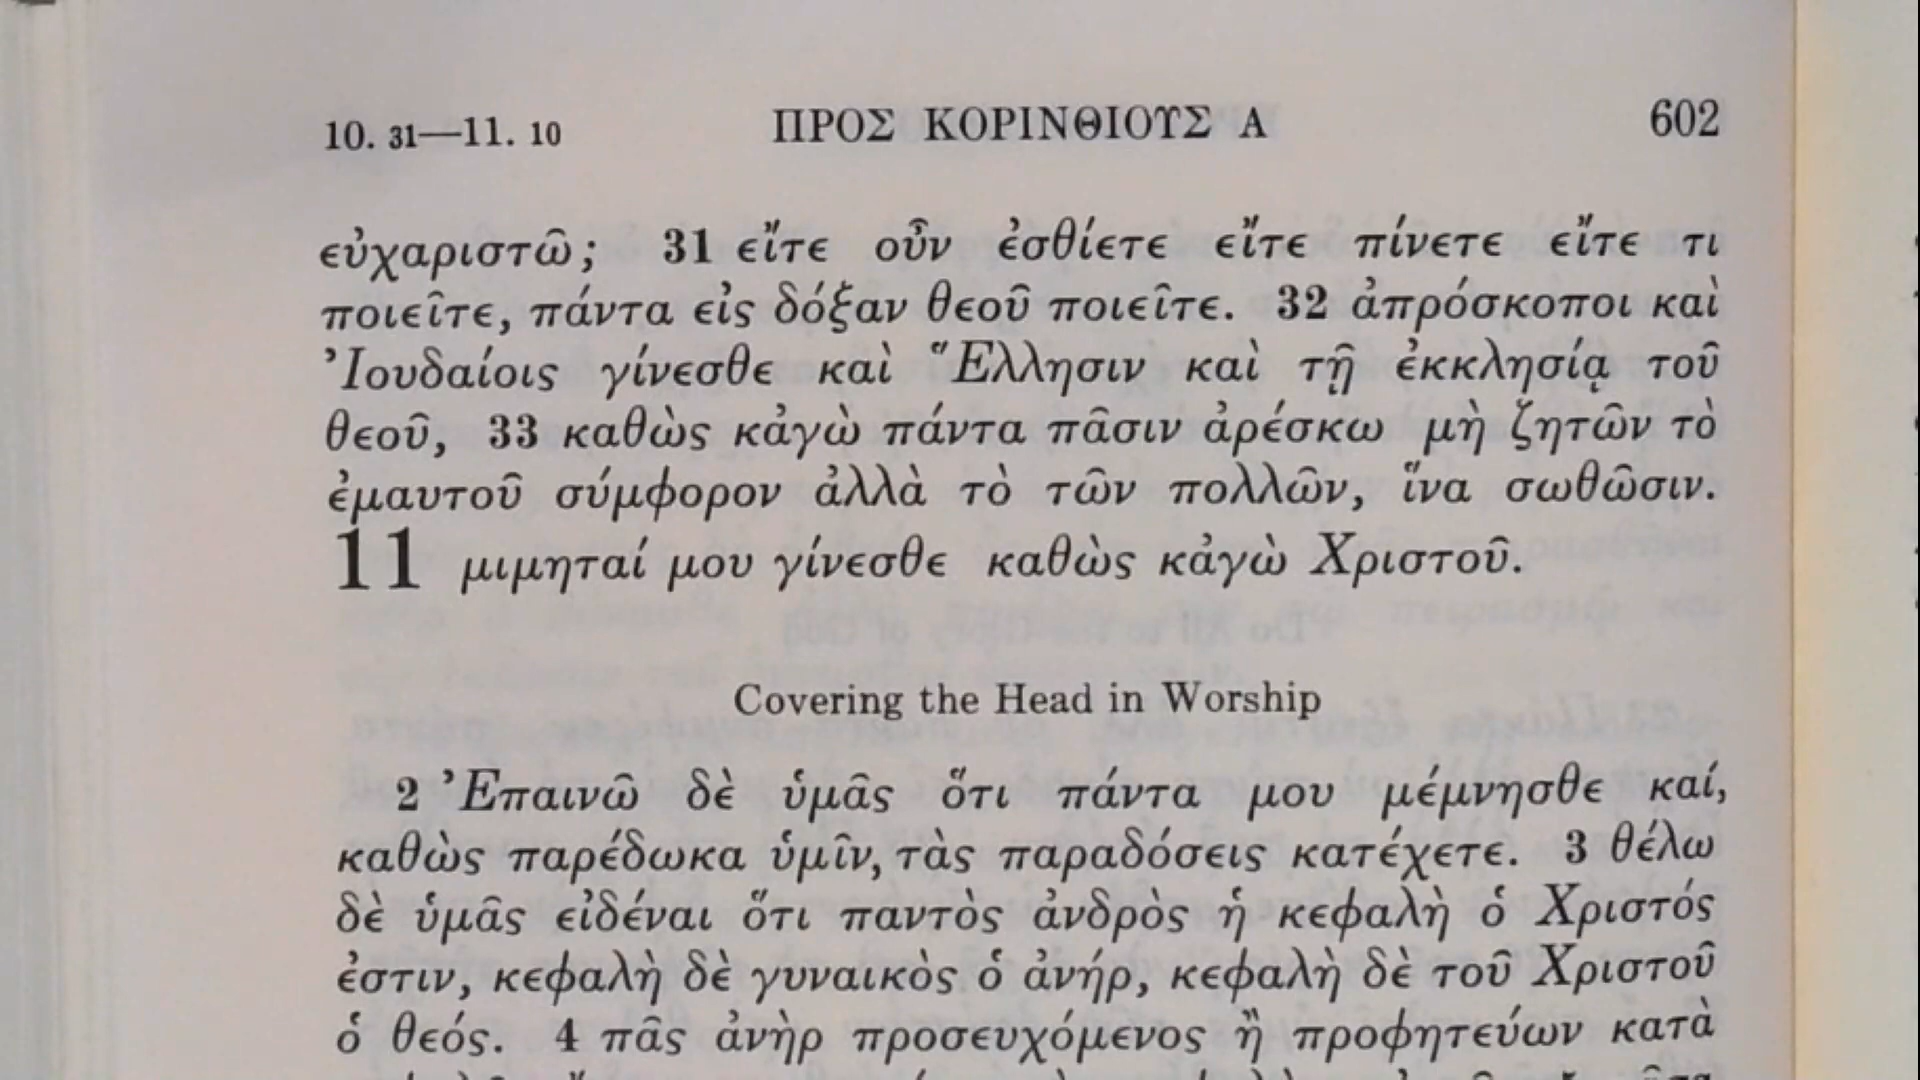 10. 31—11. 10 ΠΡΟΣ ΚΟΡΙΝΘΙΟΥΣ Α 602
εὐχαριστῶ; 31 εἴτε οὖν ἐσθίετε εἴτε πίνετε εἴτε τι
ποιεῖτε, πάντα εἰς δόξαν θεοῦ ποιεῖτε. 32 ἀπρόσκοποι καὶ
Ἰουδαίοις γίνεσθε καὶ Ἕλλησιν καὶ τῇ ἐκκλησίᾳ τοῦ
θεοῦ, 33 καθὼς κἀγὼ πάντα πᾶσιν ἀρέσκω μὴ ζητῶν τὸ
ἐμαυτοῦ σύμφορον ἀλλὰ τὸ τῶν πολλῶν, ἵνα σωθῶσιν.
11 μιμηταί μου γίνεσθε καθὼς κἀγὼ Χριστοῦ.
Covering the Head in Worship
2 Ἐπαινῶ δὲ ὑμᾶς ὅτι πάντα μου μέμνησθε καί,
καθὼς παρέδωκα ὑμῖν, τὰς παραδόσεις κατέχετε. 3 θέλω
δὲ ὑμᾶς εἰδέναι ὅτι παντὸς ἀνδρὸς ἡ κεφαλὴ ὁ Χριστός
ἐστιν, κεφαλὴ δὲ γυναικὸς ὁ ἀνήρ, κεφαλὴ δὲ τοῦ Χριστοῦ
ὁ θεός. 4 πᾶς ἀνὴρ προσευχόμενος ἢ προφητεύων κατὰ